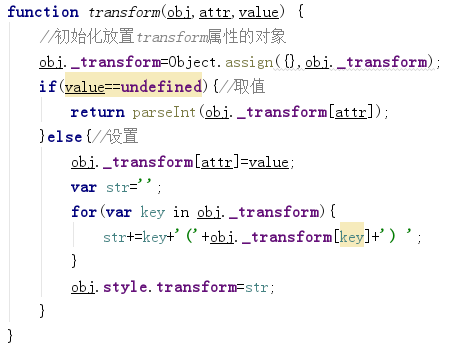 function transform(obj,attr,value) {
//初始化放置transform属性的对象
obj._transform=Object.assign({},obj._transform);
if(value==undefined){//取值
return parseInt(obj._transform[attr]);
}else{//设置
obj._transform[attr]=value;
var str='';
for(var key in obj._transform){
str+=key+'('+obj._transform[key]+') ';
}
obj.style.transform=str;
}
}